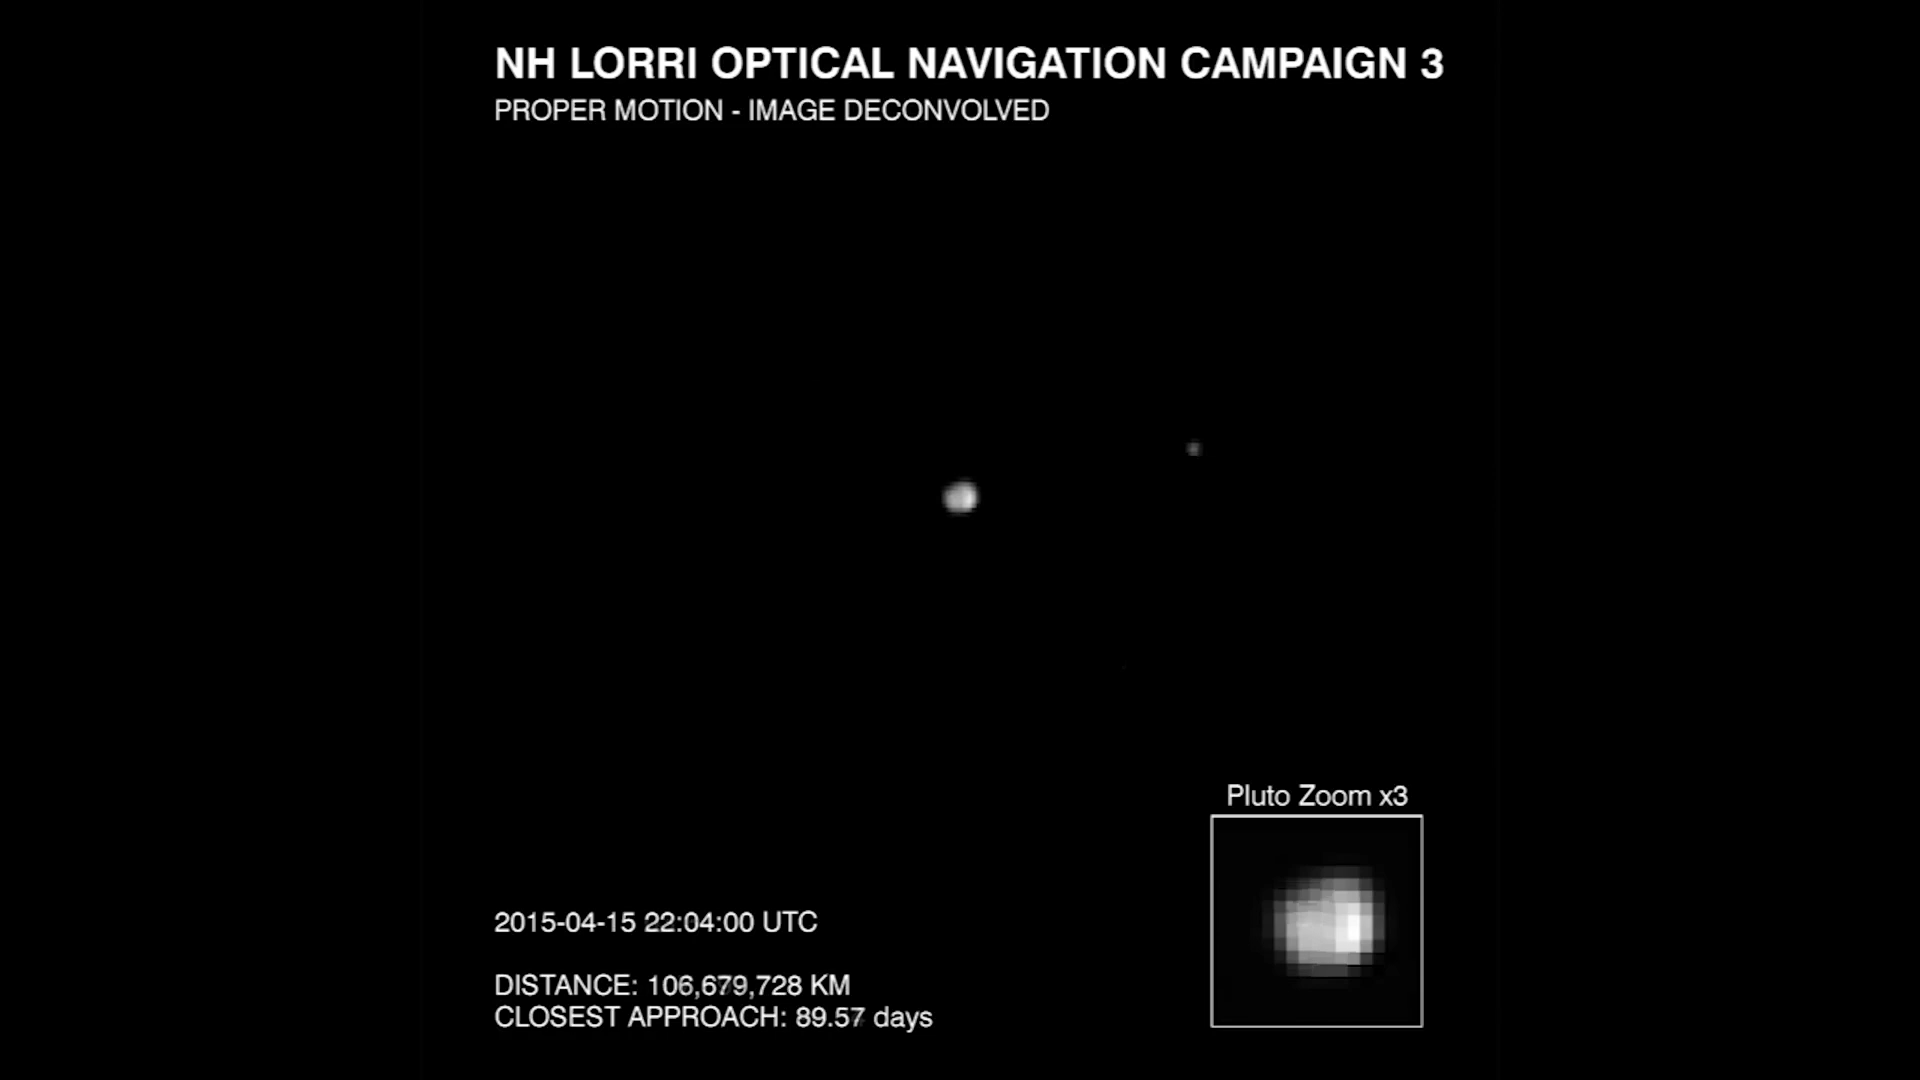 NH LORRI OPTICAL NAVIGATION CAMPAIGN 3
PROPER MOTION - IMAGE DECONVOLVED
Pluto Zoom x3
2015-04-15 22:04:00 UTC
DISTANCE: 106,679,728 KM
CLOSEST APPROACH: 89.57 days